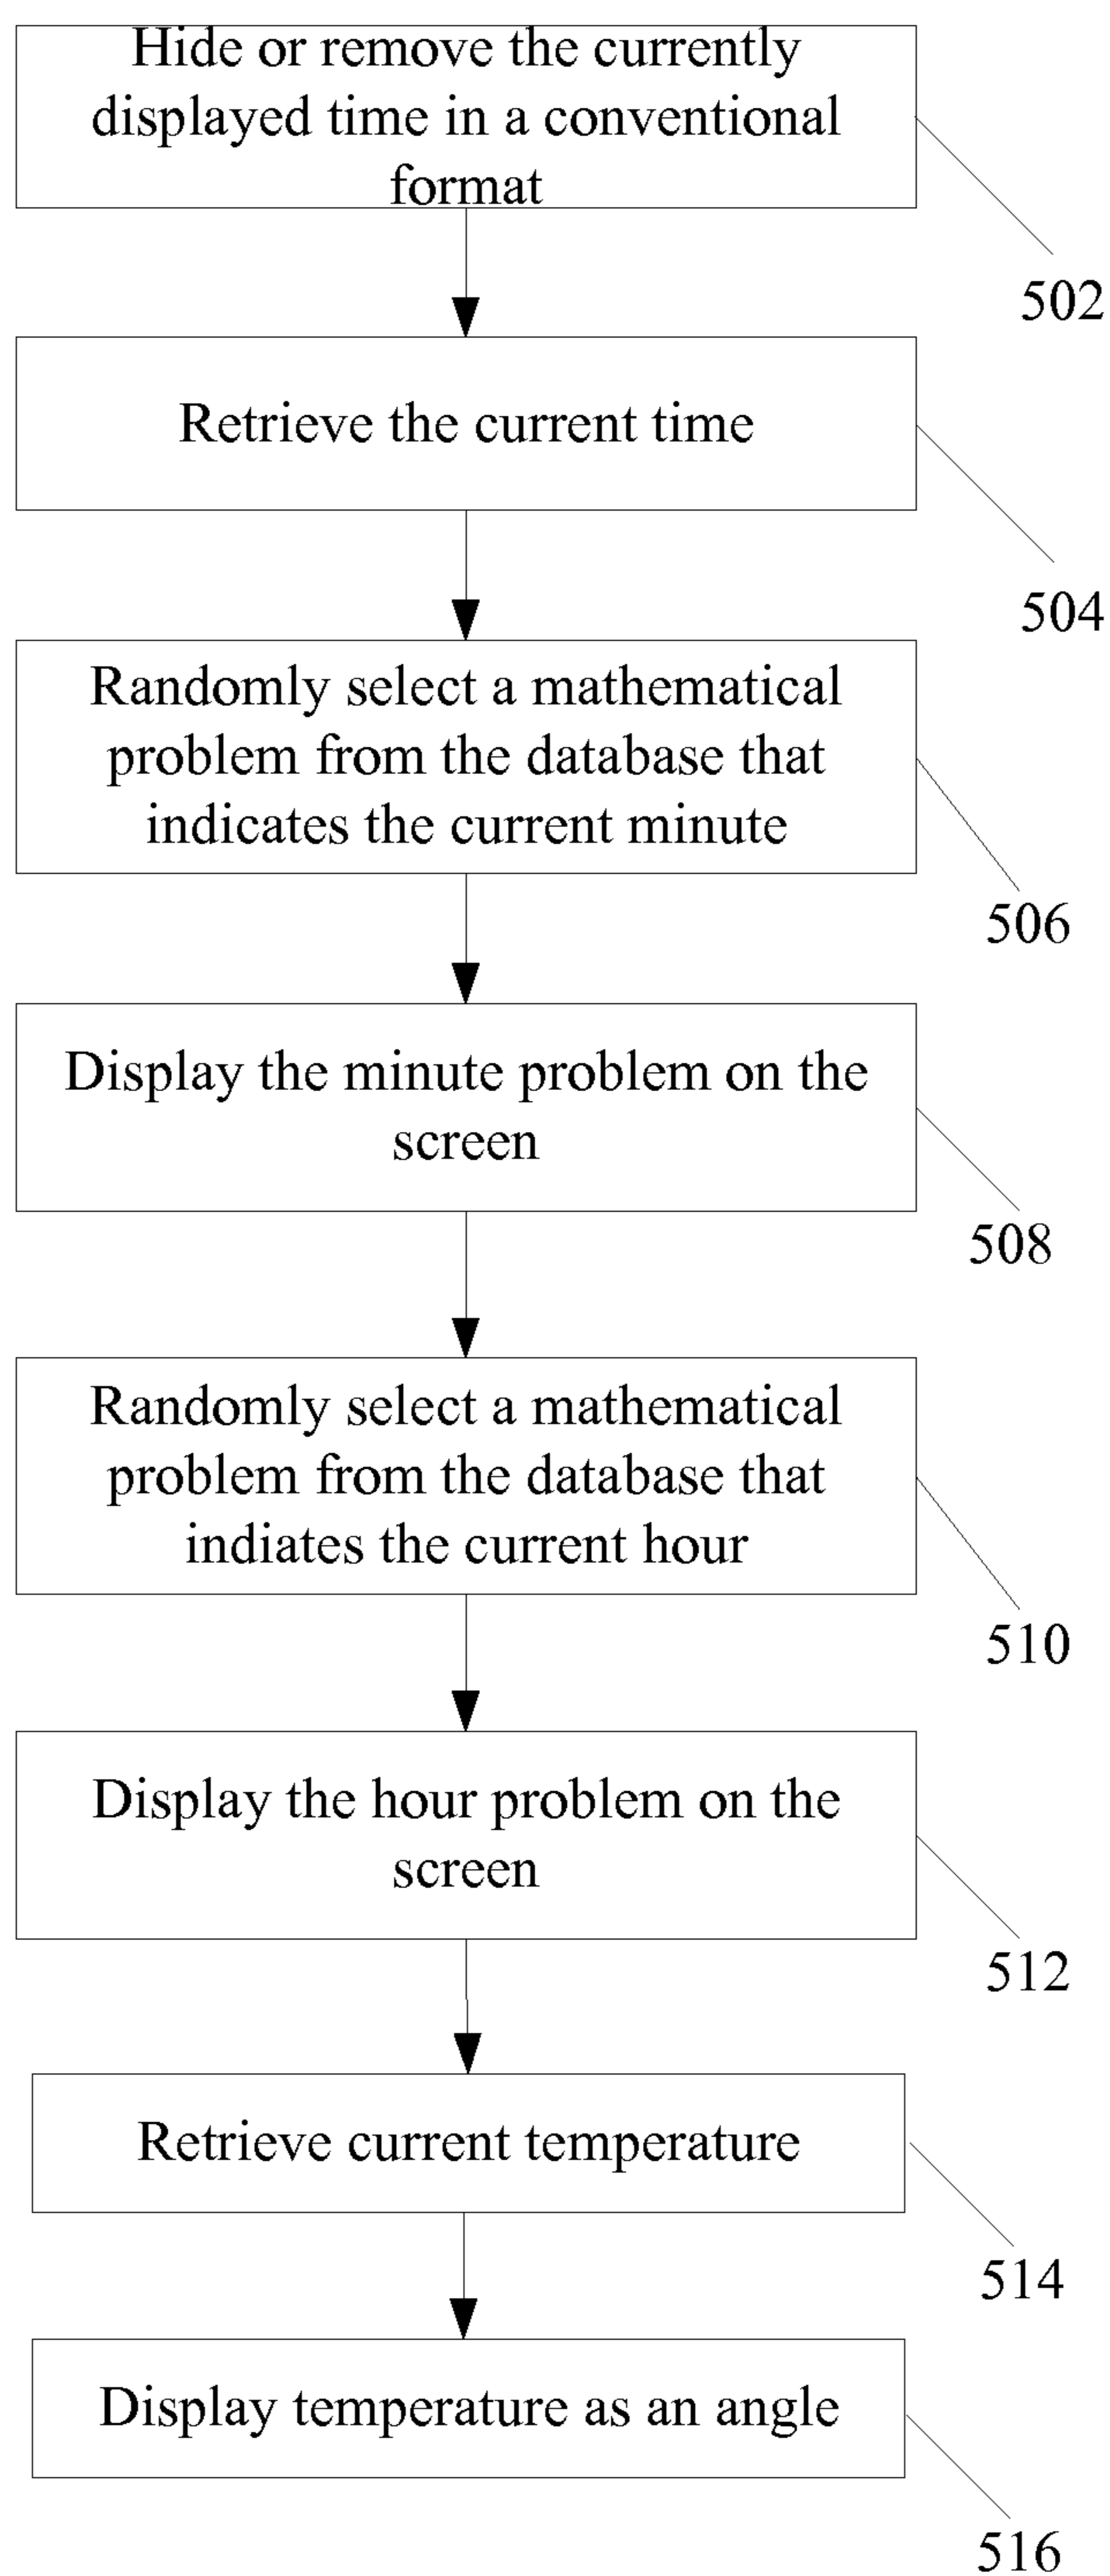 Hide or remove the currently
displayed time in a conventional
format
502
Retrieve the current time
504
Randomly select a mathematical
problem from the database that
indicates the current minute
506
Display the minute problem on the
screen
508
Randomly select a mathematical
problem from the database that
indiates the current hour
510
Display the hour problem on the
screen
512
Retrieve current temperature
514
Display temperature as an angle
516